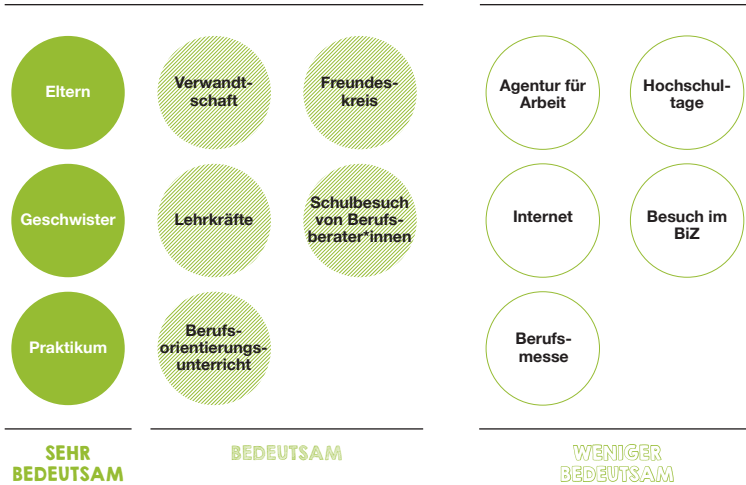 Eltern
Verwandt-
schaft
Freundes-
kreis
Agentur für
Arbeit
Hochschul-
tage
Geschwister
Lehrkräfte
Schulbesuch
von Berufs-
berater*innen
Internet
Besuch im
BiZ
Praktikum
Berufs-
orientierungs-
unterricht
Berufs-
messe
SEHR
BEDEUTSAM
BEDEUTSAM
WENIGER
BEDEUTSAM